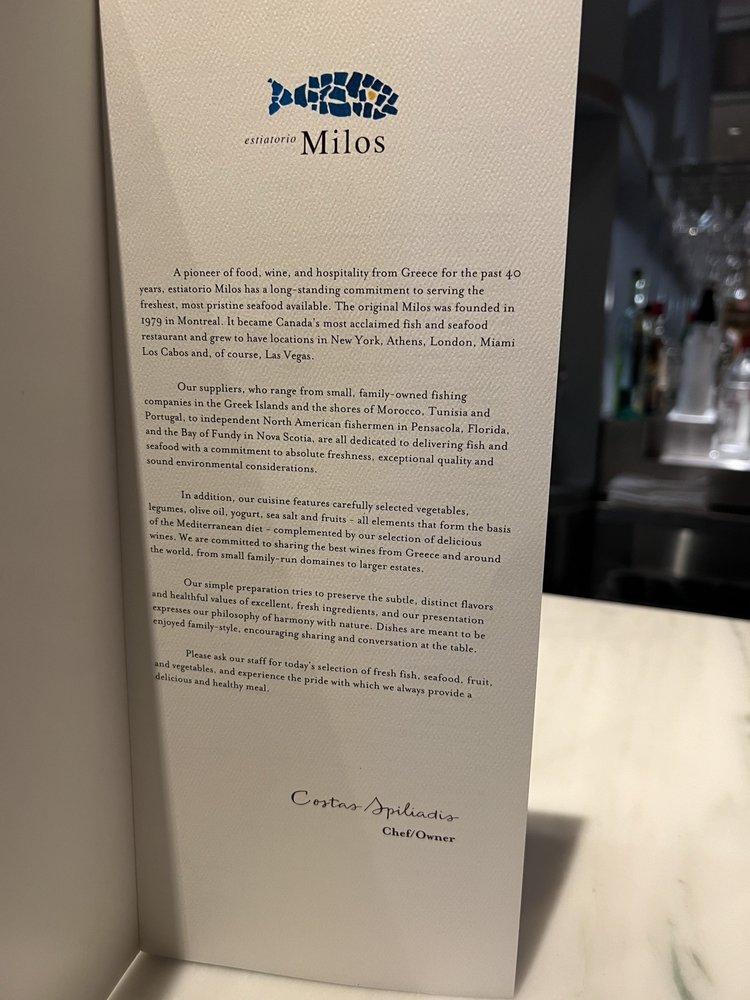 estiatorio Milos
A pioneer of food, wine, and hospitality from Greece for the past 40
years, estiatorio Milos has a long-standing commitment to serving the
freshest, most pristine seafood available. The original Milos was founded in
1979 in Montreal. It became Canada's most acclaimed fish and seafood
restaurant and grew to have locations in New York, Athens, London, Miami
Los Cabos and, of course, Las Vegas.
Our suppliers, who range from small, family-owned fishing
companies in the Greek Islands and the shores of Morocco, Tunisia and
Portugal, to independent North American fishermen in Pensacola, Florida,
and the Bay of Fundy in Nova Scotia, are all dedicated to delivering fish and
seafood with a commitment to absolute freshness, exceptional quality and
sound environmental considerations.
In addition, our cuisine features carefully selected vegetables,
legumes, olive oil, yogurt, sea salt and fruits - all elements that form the basis
of the Mediterranean diet - complemented by our selection of delicious
wines. We are committed to sharing the best wines from Greece and around
the world, from small family-run domaines to larger estates.
Our simple preparation tries to preserve the subtle, distinct flavors
and healthful values of excellent, fresh ingredients, and our presentation
expresses our philosophy of harmony with nature. Dishes are meant to be
enjoyed family-style, encouraging sharing and conversation at the table.
Please ask our staff for today's selection of fresh fish, seafood, fruit,
and vegetables, and experience the pride with which we always provide a
delicious and healthy meal.
Costas Spiliadis
Chef/Owner